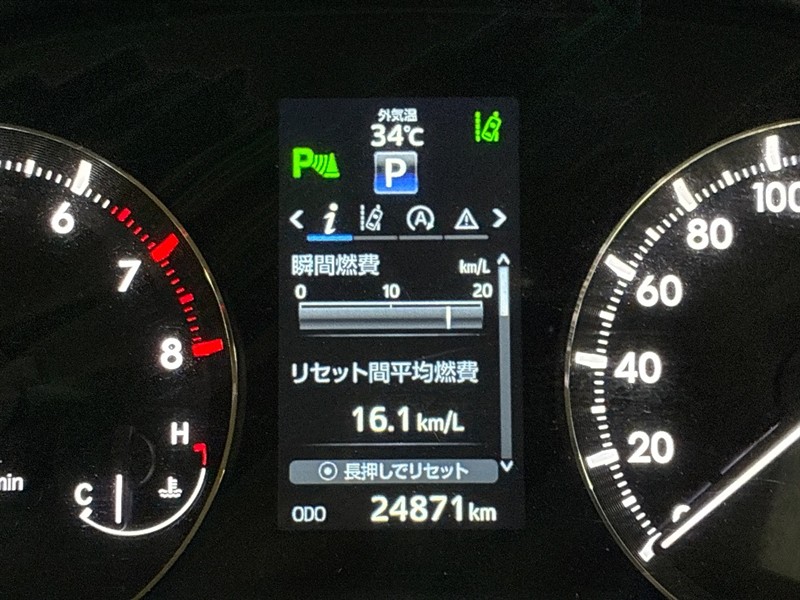 外気温
34℃
P
P
i
A
瞬間燃費 km/L
0 10 20
リセット間平均燃費
16.1 km/L
長押しでリセット
ODO 24871 km
6
7
8
H
C
min
100
80
60
40
20